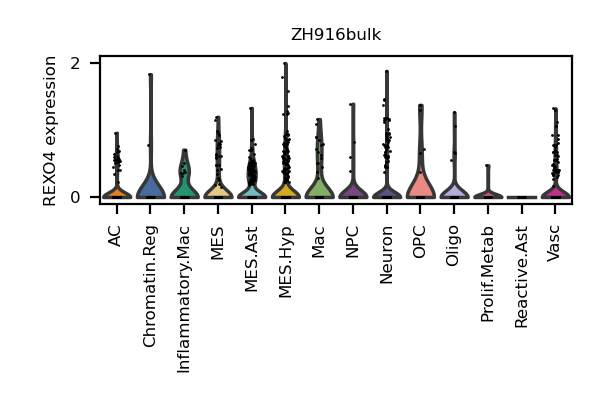 ZH916bulk
REXO4 expression
2
0
AC
Chromatin.Reg
Inflammatory.Mac
MES
MES.Ast
MES.Hyp
Mac
NPC
Neuron
OPC
Oligo
Prolif.Metab
Reactive.Ast
Vasc